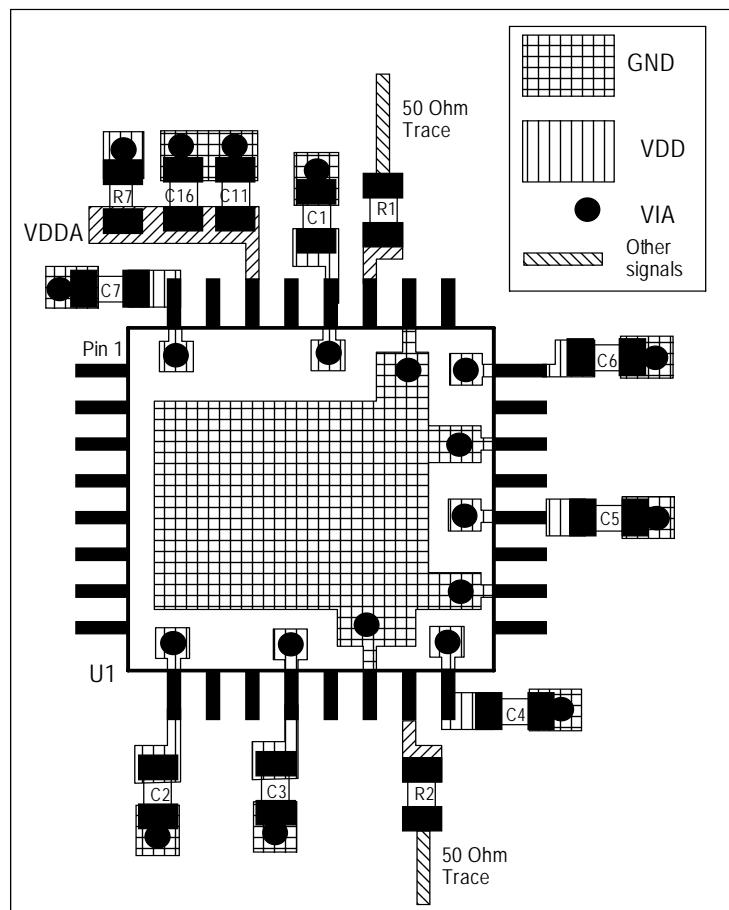 50 Ohm
Trace
GND
VDD
VIA
Other
signals
R7
C16
C11
C1
R1
VDDA
C7
Pin 1
C6
C5
U1
C4
C2
C3
R2
50 Ohm
Trace